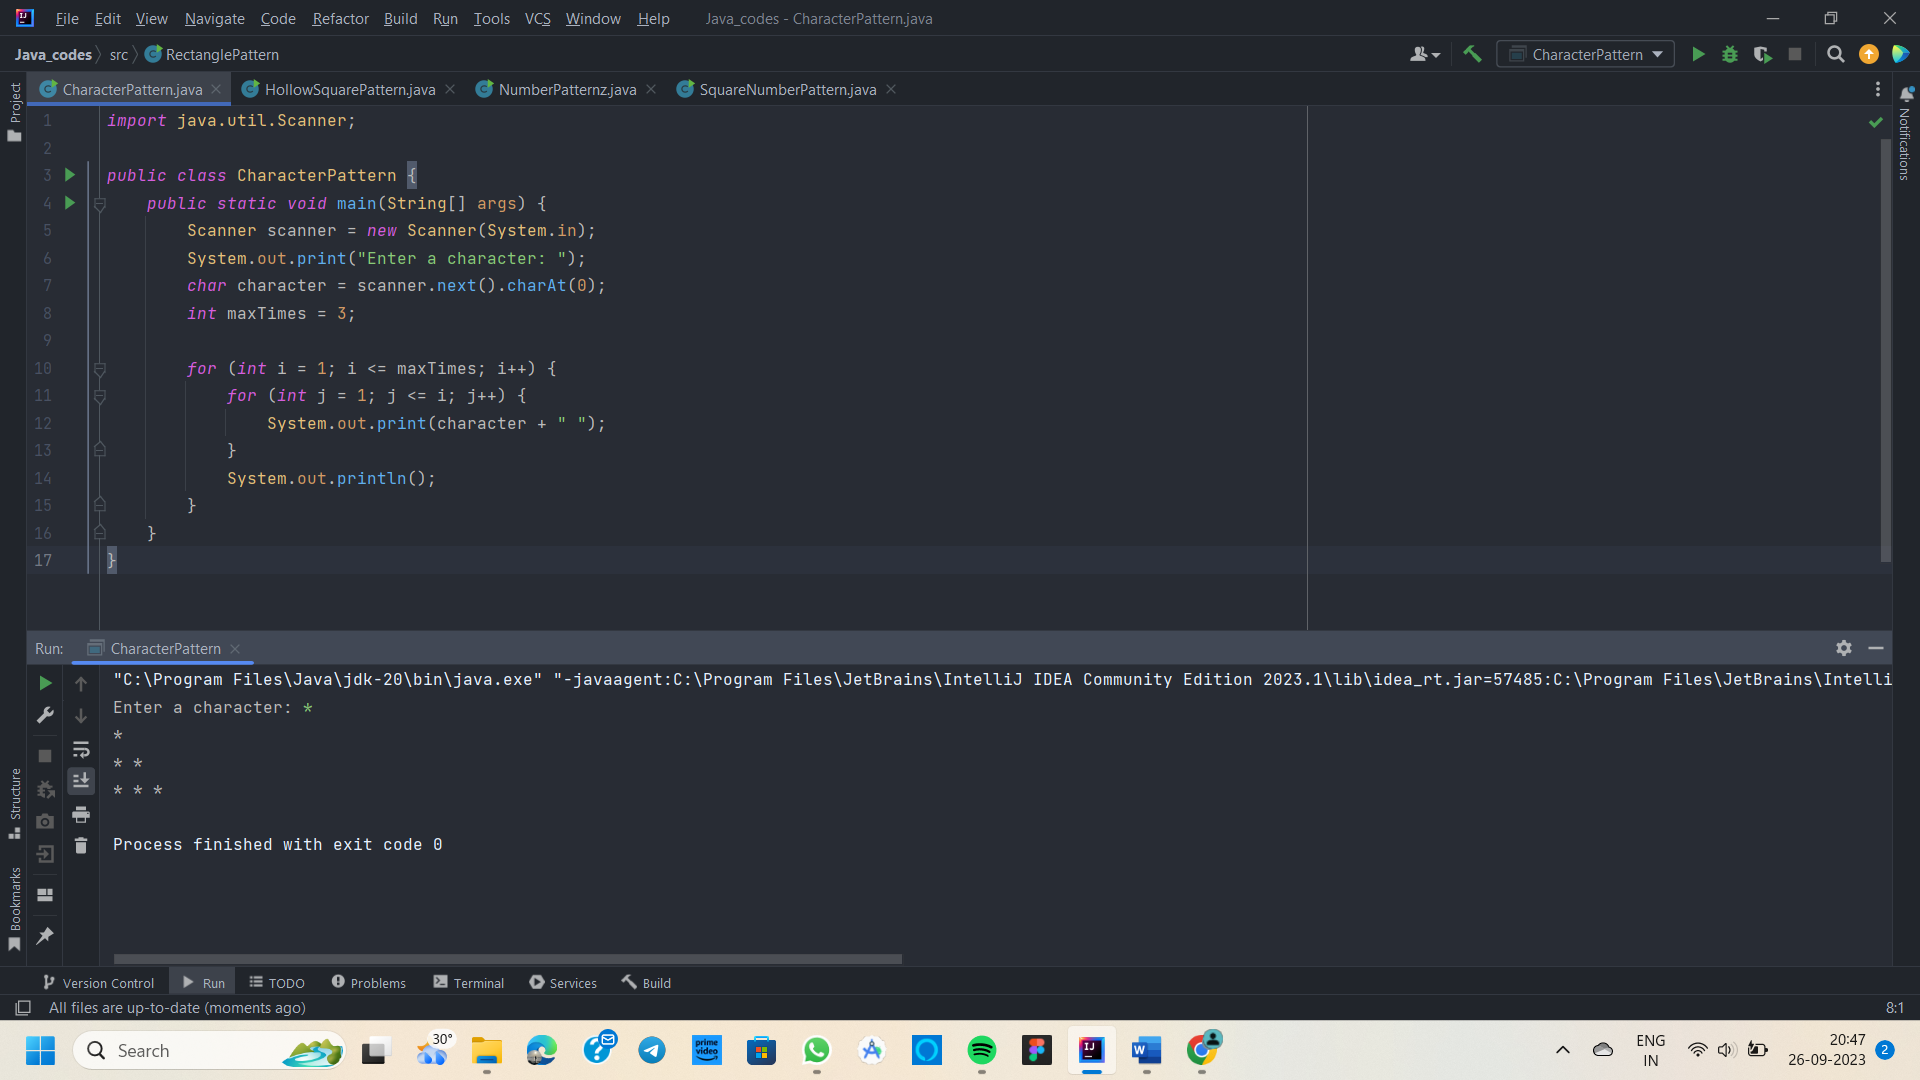 File Edit View Navigate Code Refactor Build Run Tools VCS Window Help Java_codes - CharacterPattern.java
Java_codes src RectanglePattern CharacterPattern
Project CharacterPattern.java HollowSquarePattern.java NumberPatternz.java SquareNumberPattern.java Notifications
1 import java.util.Scanner;
2
3 public class CharacterPattern {
4 public static void main(String[] args) {
5 Scanner scanner = new Scanner(System.in);
6 System.out.print("Enter a character: ");
7 char character = scanner.next().charAt(0);
8 int maxTimes = 3;
9
10 for (int i = 1; i <= maxTimes; i++) {
11 for (int j = 1; j <= i; j++) {
12 System.out.print(character + " ");
13 }
14 System.out.println();
15 }
16 }
17 }
Run: CharacterPattern
"C:\Program Files\Java\jdk-20\bin\java.exe" "-javaagent:C:\Program Files\JetBrains\IntelliJ IDEA Community Edition 2023.1\lib\idea_rt.jar=57485:C:\Program Files\JetBrains\Intelli
Enter a character: *
*
* *
* * *
Process finished with exit code 0
Structure
Bookmarks
Version Control Run TODO Problems Terminal Services Build
All files are up-to-date (moments ago) 8:1
Search 30° prime video ENG IN 20:47 26-09-2023 2